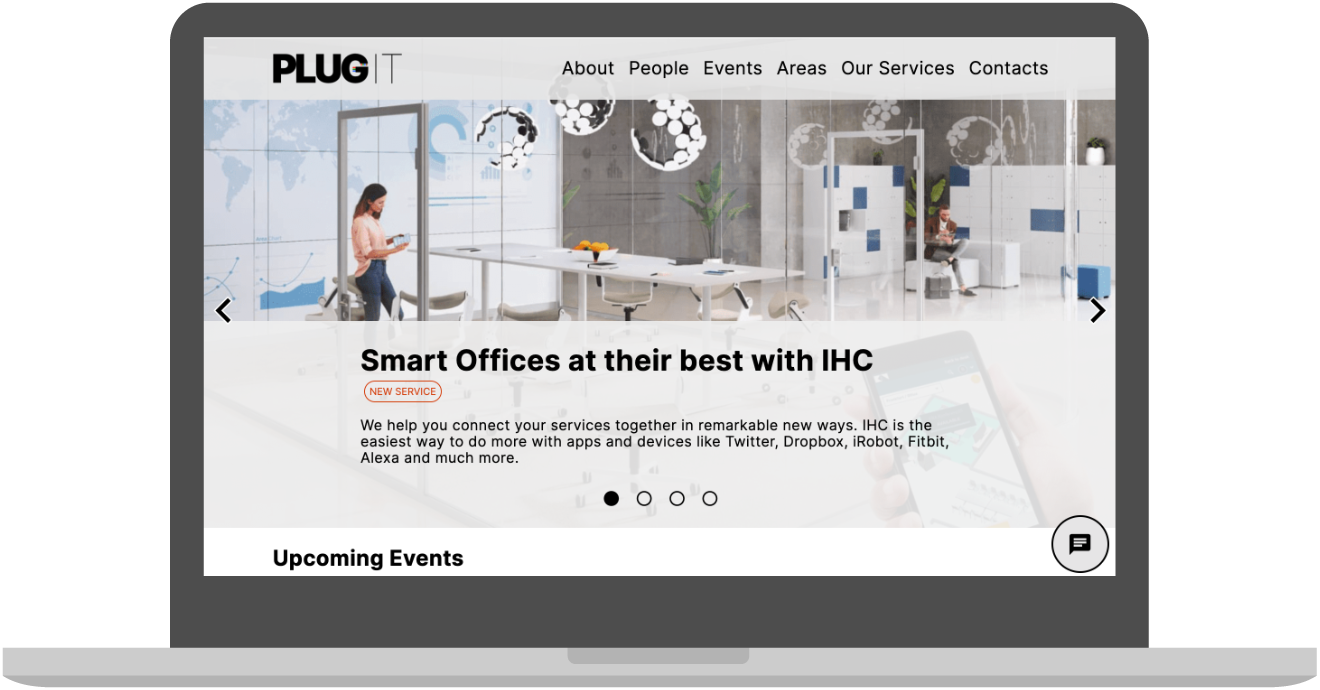 PLUGIT
About People Events Areas Our Services Contacts
Smart Offices at their best with IHC
NEW SERVICE
We help you connect your services together in remarkable new ways. IHC is the
easiest way to do more with apps and devices like Twitter, Dropbox, iRobot, Fitbit,
Alexa and much more.
Upcoming Events